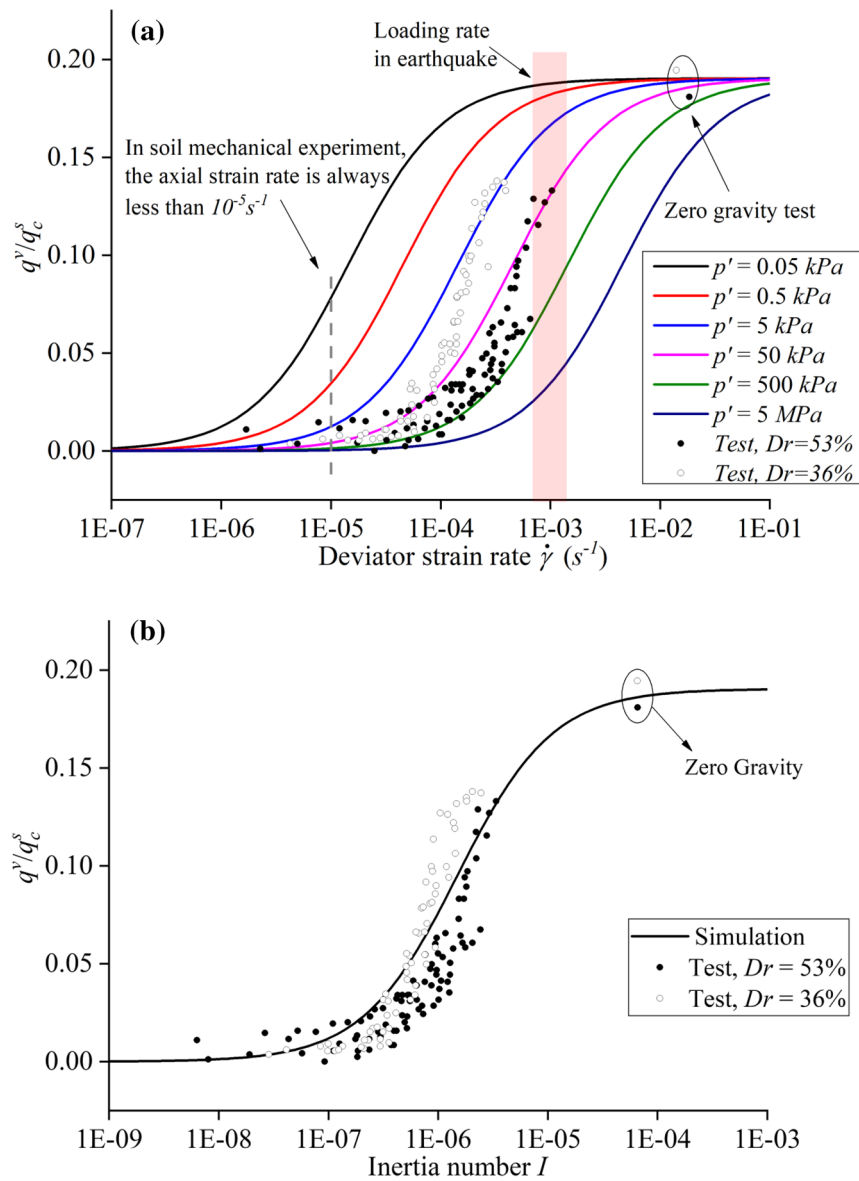 (a)
Loading rate
in earthquake
0.20
0.15
0.10
0.05
0.00
In soil mechanical experiment,
the axial strain rate is always
less than 10⁻⁵s⁻¹
Zero gravity test
qᵛ/qₛᶜ
p' = 0.05 kPa
p' = 0.5 kPa
p' = 5 kPa
p' = 50 kPa
p' = 500 kPa
p' = 5 MPa
Test, Dr=53%
Test, Dr=36%
1E-07 1E-06 1E-05 1E-04 1E-03 1E-02 1E-01
Deviator strain rate γ̇ (s⁻¹)
(b)
0.20
0.15
0.10
0.05
0.00
Zero Gravity
qᵛ/qₛᶜ
Simulation
Test, Dr = 53%
Test, Dr = 36%
1E-09 1E-08 1E-07 1E-06 1E-05 1E-04 1E-03
Inertia number I